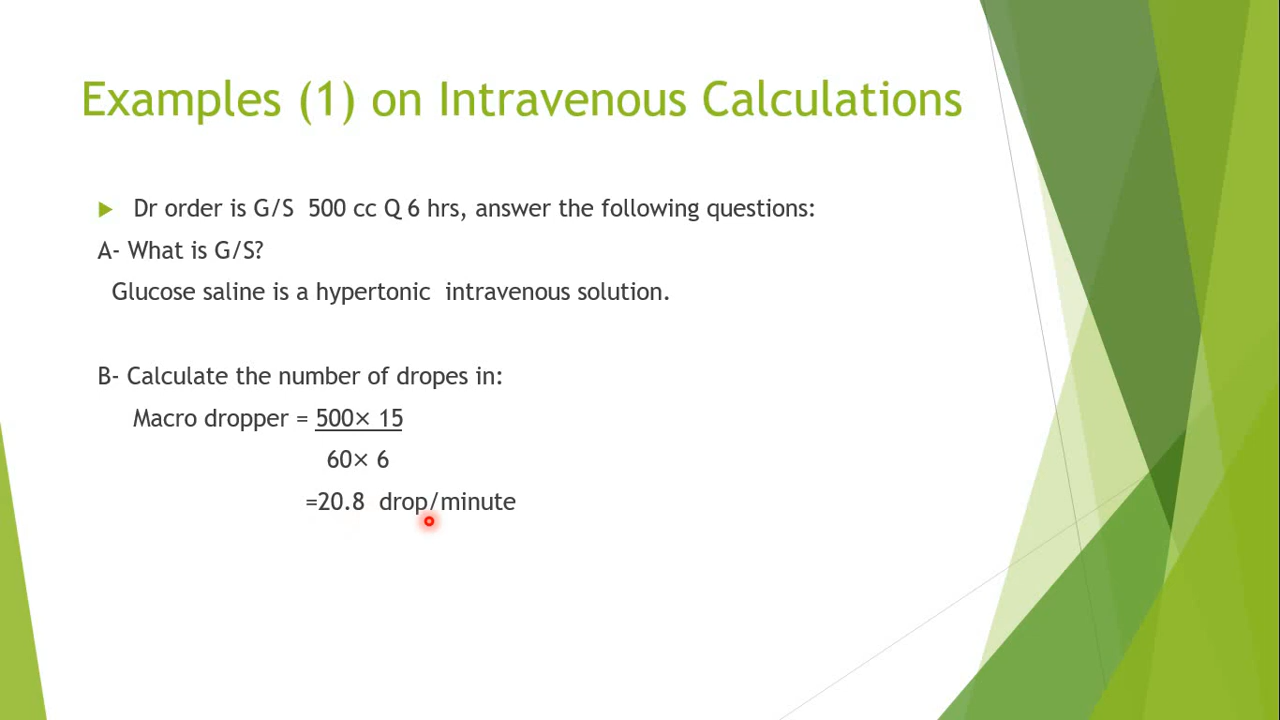 Examples (1) on Intravenous Calculations
Dr order is G/S 500 cc Q 6 hrs, answer the following questions:
A- What is G/S?
Glucose saline is a hypertonic intravenous solution.
B- Calculate the number of dropes in:
Macro dropper = 500× 15
60× 6
=20.8 drop/minute